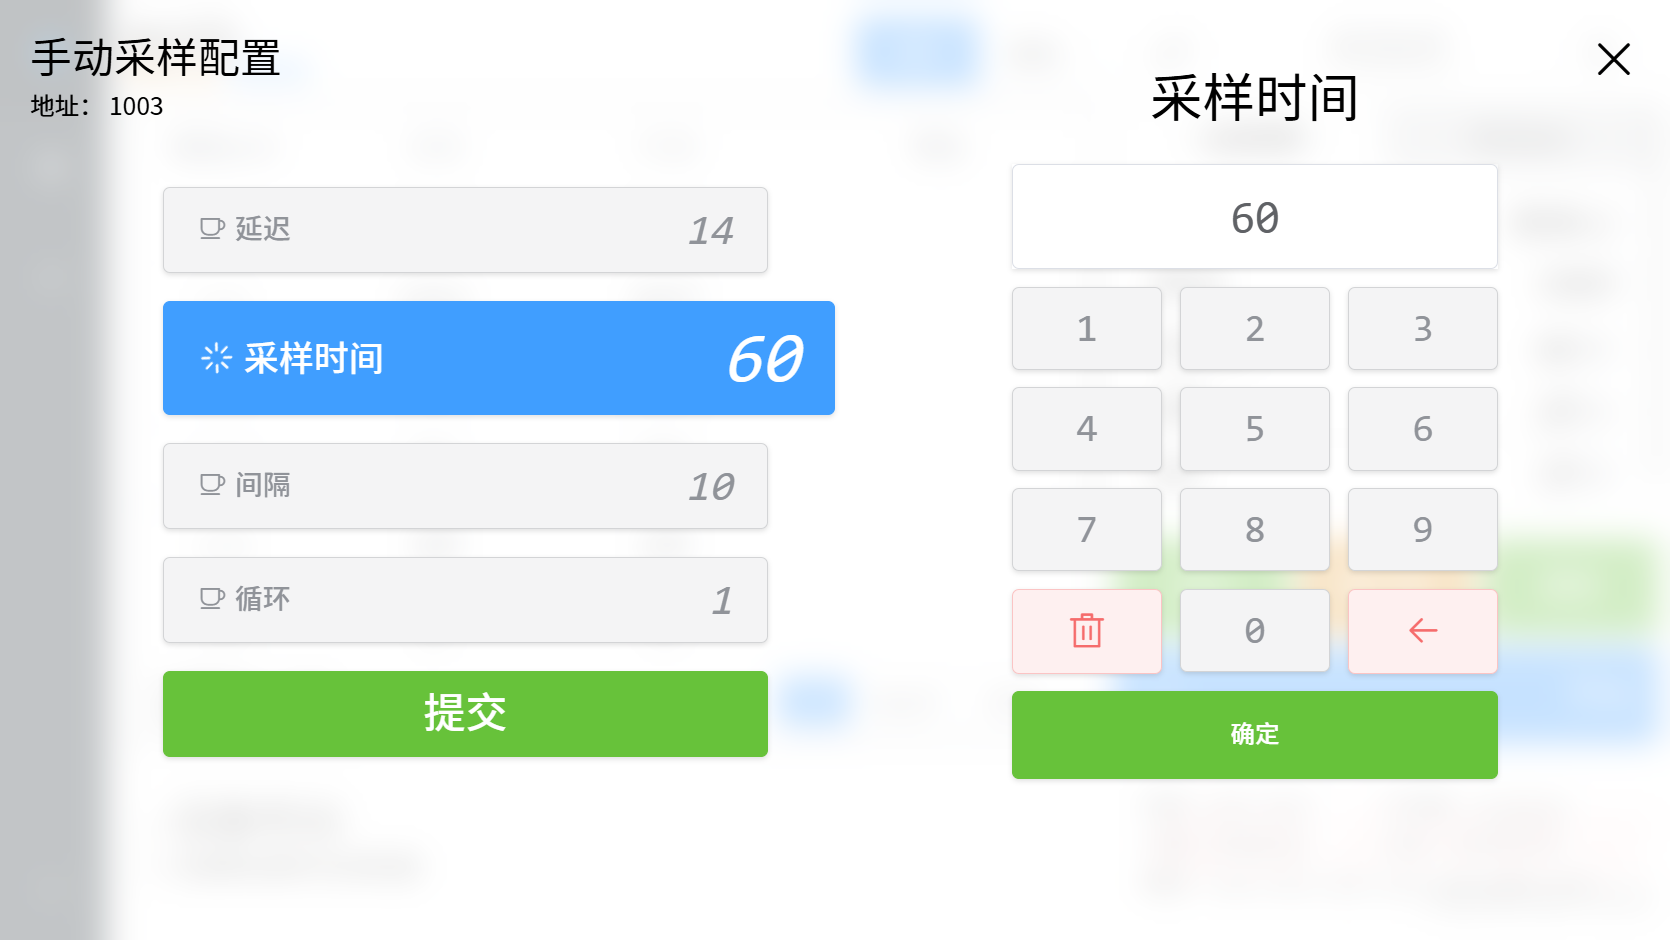 手动采样配置
地址： 1003
延迟 14
采样时间 60
间隔 10
循环 1
提交
采样时间
60
1 2 3
4 5 6
7 8 9
0
确定